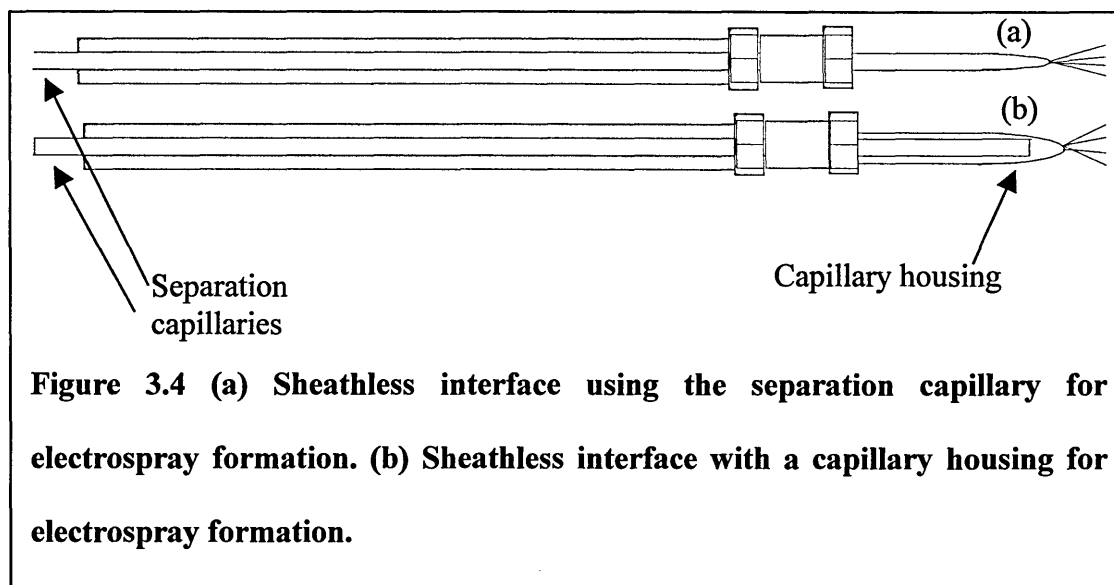 (a)
(b)
Separation
capillaries
Capillary housing
Figure 3.4 (a) Sheathless interface using the separation capillary for
electrospray formation. (b) Sheathless interface with a capillary housing for
electrospray formation.